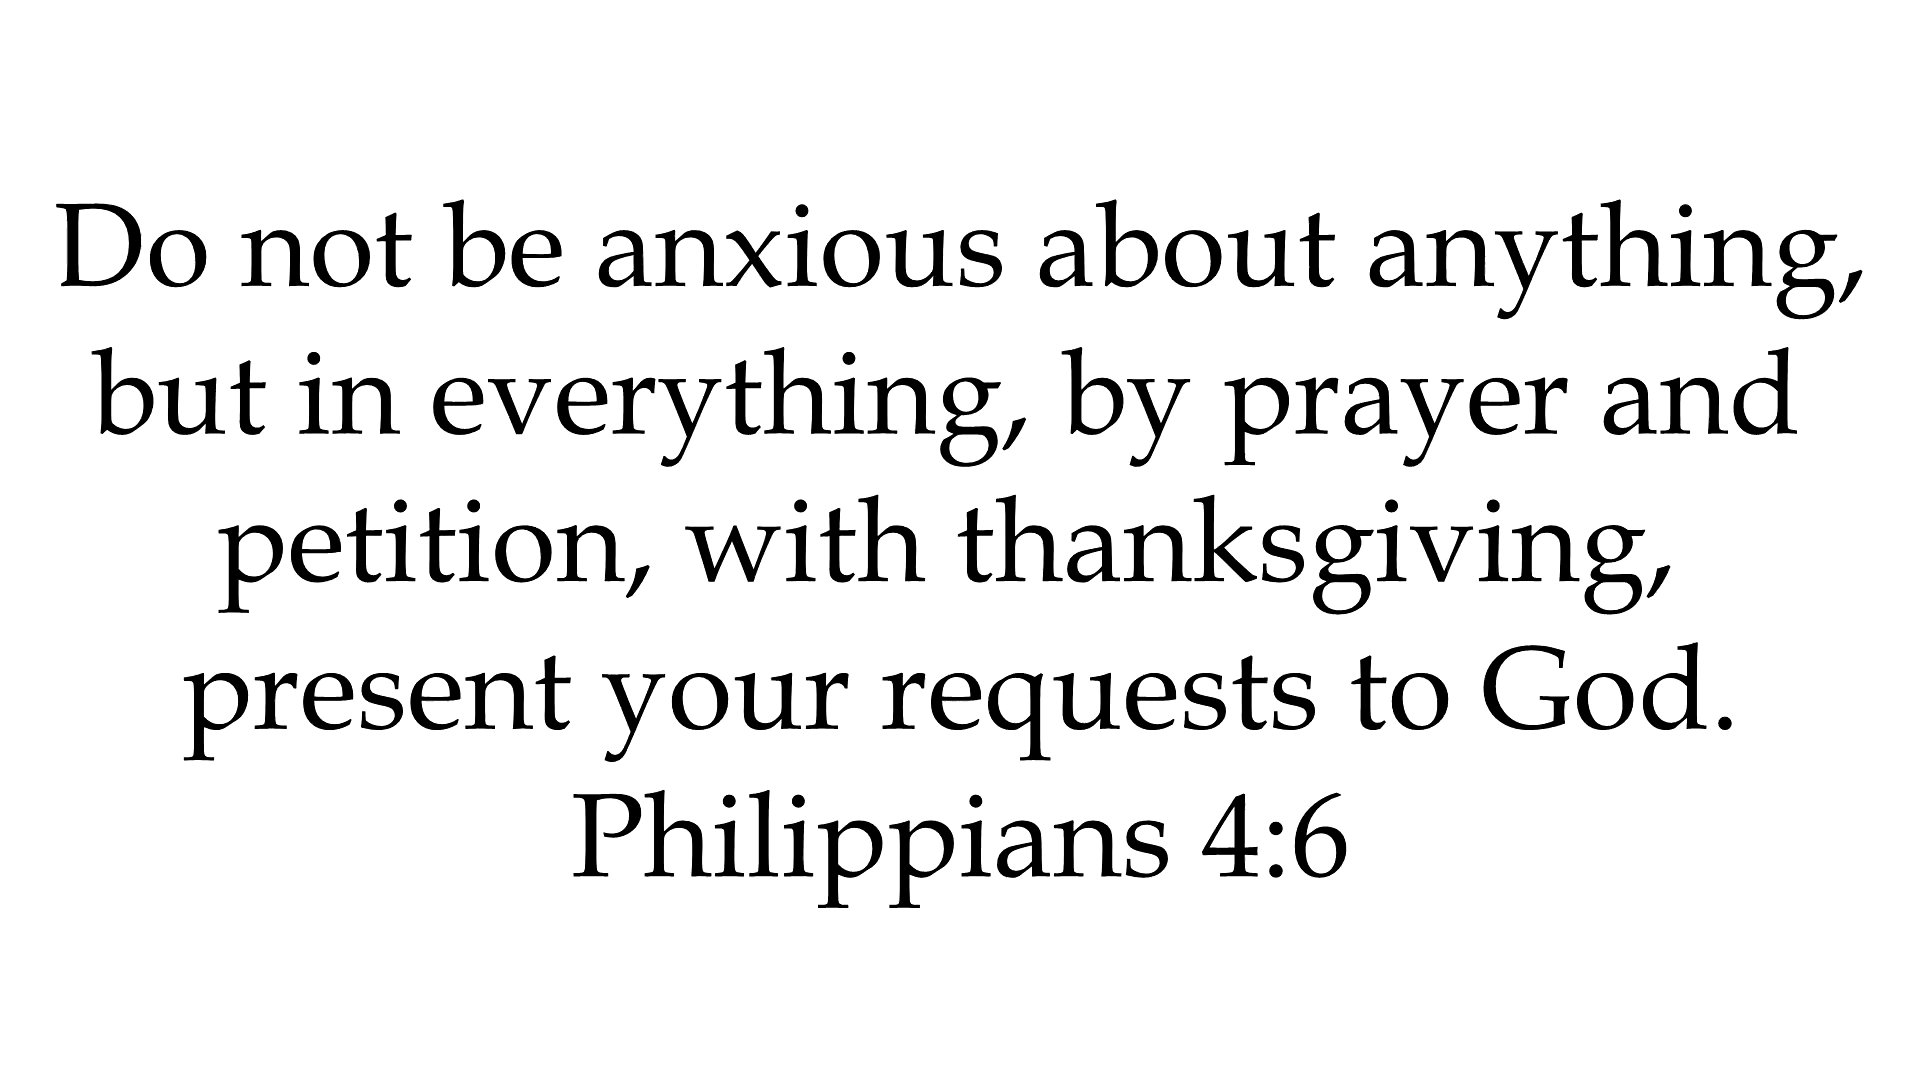 Do not be anxious about anything,
but in everything, by prayer and
petition, with thanksgiving,
present your requests to God.
Philippians 4:6